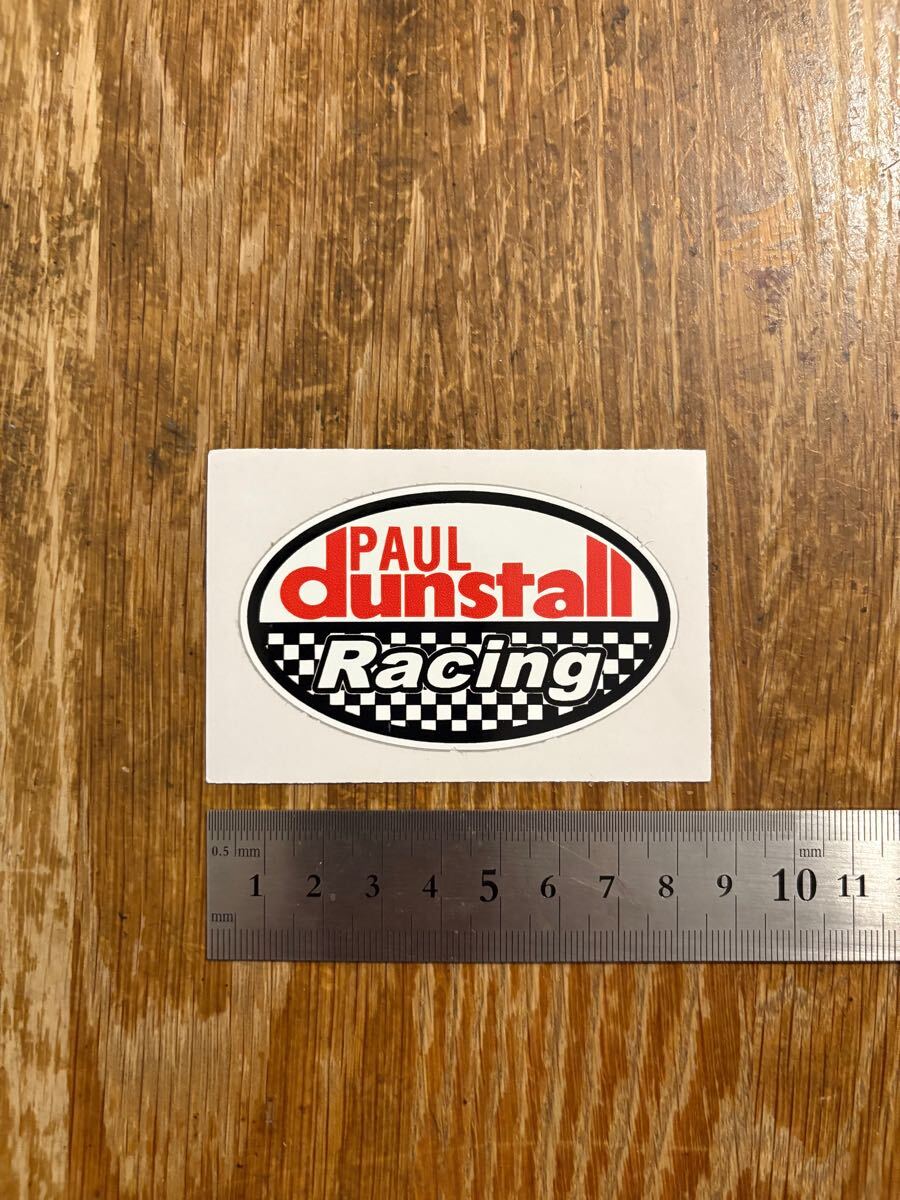 PAUL
dunstall
Racing
0.5 mm mm
1 2 3 4 5 6 7 8 9 10 11
mm